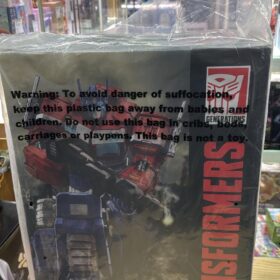 Warning: To avoid danger of suffocation,
keep this plastic bag away from babies and
children. Do not use this bag in cribs, beds,
carriages or playpens. This bag is not a toy.
GENERATIONS
TRANSFORMERS